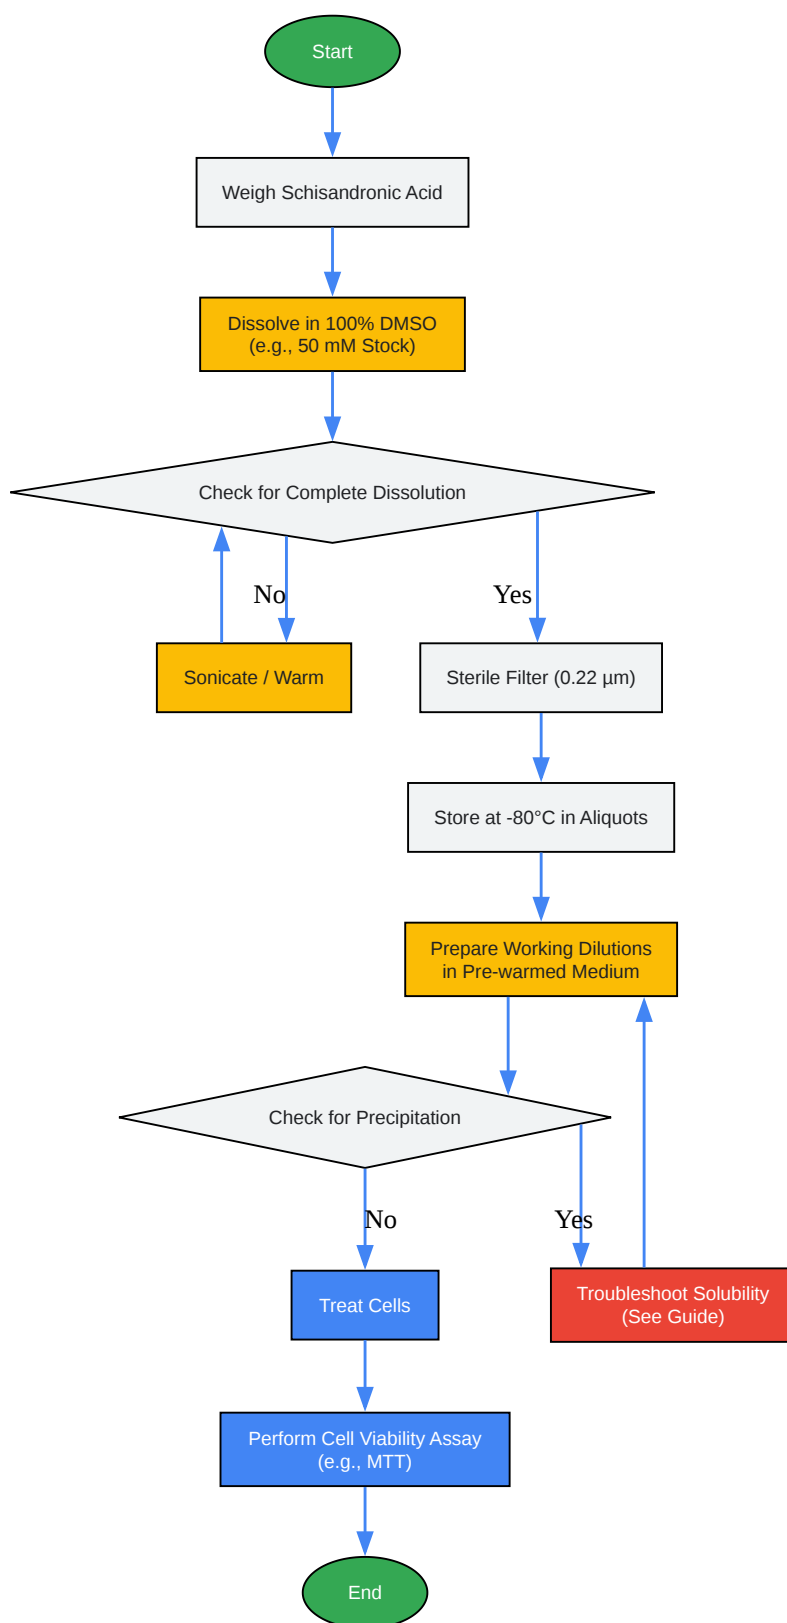 Start
Weigh Schisandronic Acid
Dissolve in 100% DMSO
(e.g., 50 mM Stock)
Check for Complete Dissolution
No
Yes
Sonicate / Warm
Sterile Filter (0.22 µm)
Store at -80°C in Aliquots
Prepare Working Dilutions
in Pre-warmed Medium
Check for Precipitation
No
Yes
Treat Cells
Troubleshoot Solubility
(See Guide)
Perform Cell Viability Assay
(e.g., MTT)
End